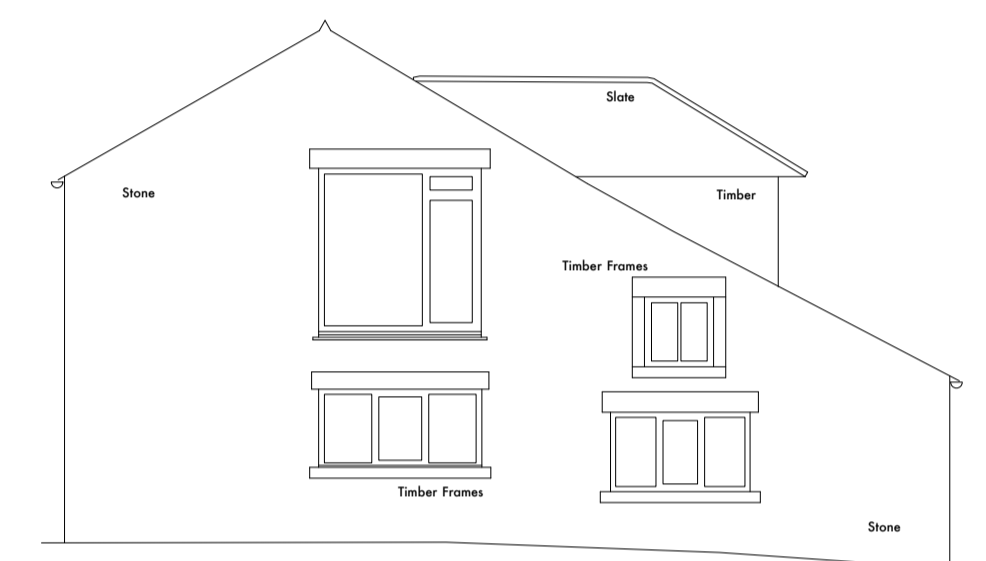 Slate
Stone
Timber
Timber Frames
Timber Frames
Stone